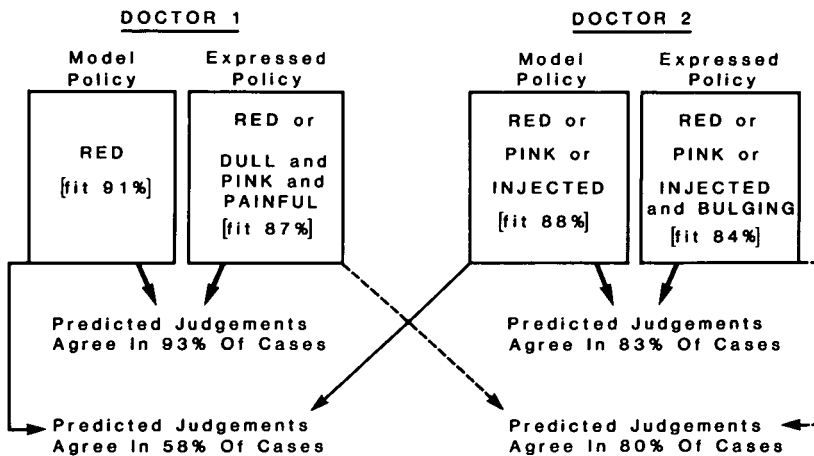 DOCTOR 1
Model
Policy
Expressed
Policy
RED
[fit 91%]
RED or
DULL and
PINK and
PAINFUL
[fit 87%]
DOCTOR 2
Model
Policy
Expressed
Policy
RED or
PINK or
INJECTED
[fit 88%]
RED or
PINK or
INJECTED
and BULGING
[fit 84%]
Predicted Judgements
Agree In 93% Of Cases
Predicted Judgements
Agree In 83% Of Cases
Predicted Judgements
Agree In 58% Of Cases
Predicted Judgements
Agree In 80% Of Cases